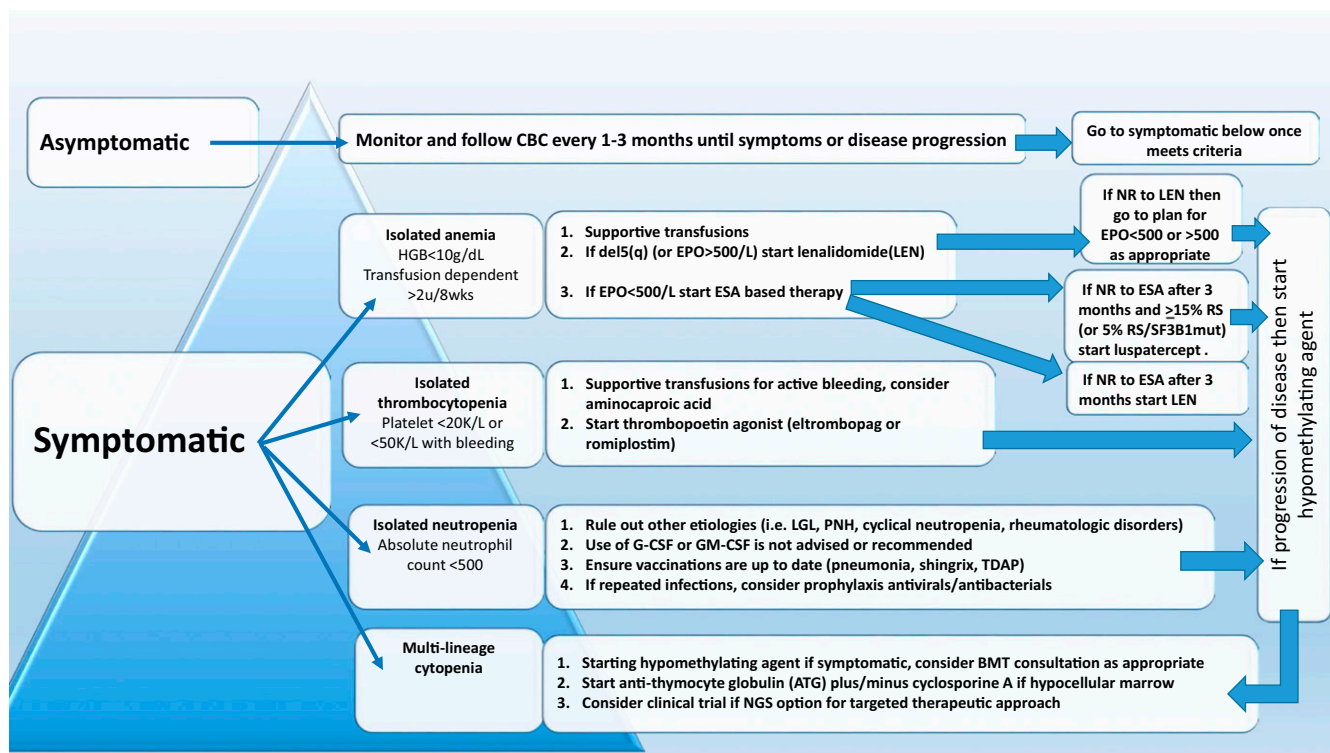 Asymptomatic
Monitor and follow CBC every 1-3 months until symptoms or disease progression
Go to symptomatic below once
meets criteria
Symptomatic
Isolated anemia
HGB<10g/dL
Transfusion dependent
>2u/8wks
1. Supportive transfusions
2. If del5(q) (or EPO>500/L) start lenalidomide(LEN)
3. If EPO<500/L start ESA based therapy
If NR to LEN then
go to plan for
EPO<500 or >500
as appropriate
If NR to ESA after 3
months and ≥15% RS
(or 5% RS/SF3B1mut)
start luspatercept .
If NR to ESA after 3
months start LEN
Isolated
thrombocytopenia
Platelet <20K/L or
<50K/L with bleeding
1. Supportive transfusions for active bleeding, consider
aminocaproic acid
2. Start thrombopoetin agonist (eltrombopag or
romiplostim)
Isolated neutropenia
Absolute neutrophil
count <500
1. Rule out other etiologies (i.e. LGL, PNH, cyclical neutropenia, rheumatologic disorders)
2. Use of G-CSF or GM-CSF is not advised or recommended
3. Ensure vaccinations are up to date (pneumonia, shingrix, TDAP)
4. If repeated infections, consider prophylaxis antivirals/antibacterials
Multi-lineage
cytopenia
1. Starting hypomethylating agent if symptomatic, consider BMT consultation as appropriate
2. Start anti-thymocyte globulin (ATG) plus/minus cyclosporine A if hypocellular marrow
3. Consider clinical trial if NGS option for targeted therapeutic approach
If progression of disease then start
hypomethylating agent